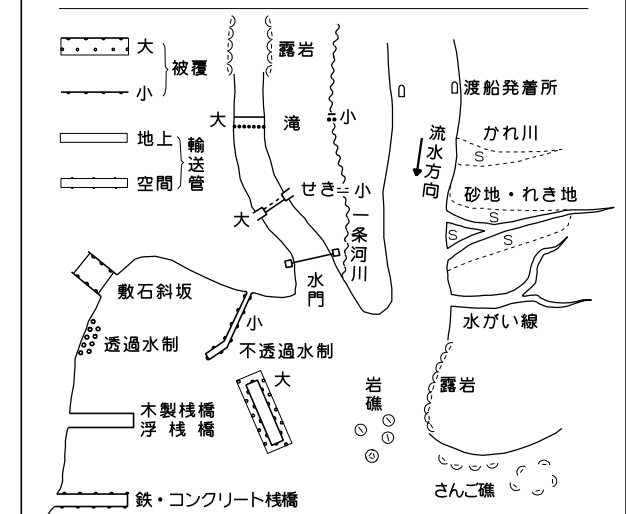 大
小
被覆
地上
空間
輸送管
露岩
大
滝
小
渡船発着所
かれ川
流水方向
S
砂地・れき地
S
S
S
せき
小
大
一条河川
水門
敷石斜坂
透過水制
小
不透過水制
水がい線
大
岩礁
露岩
木製桟橋
浮桟橋
さんご礁
鉄・コンクリート桟橋